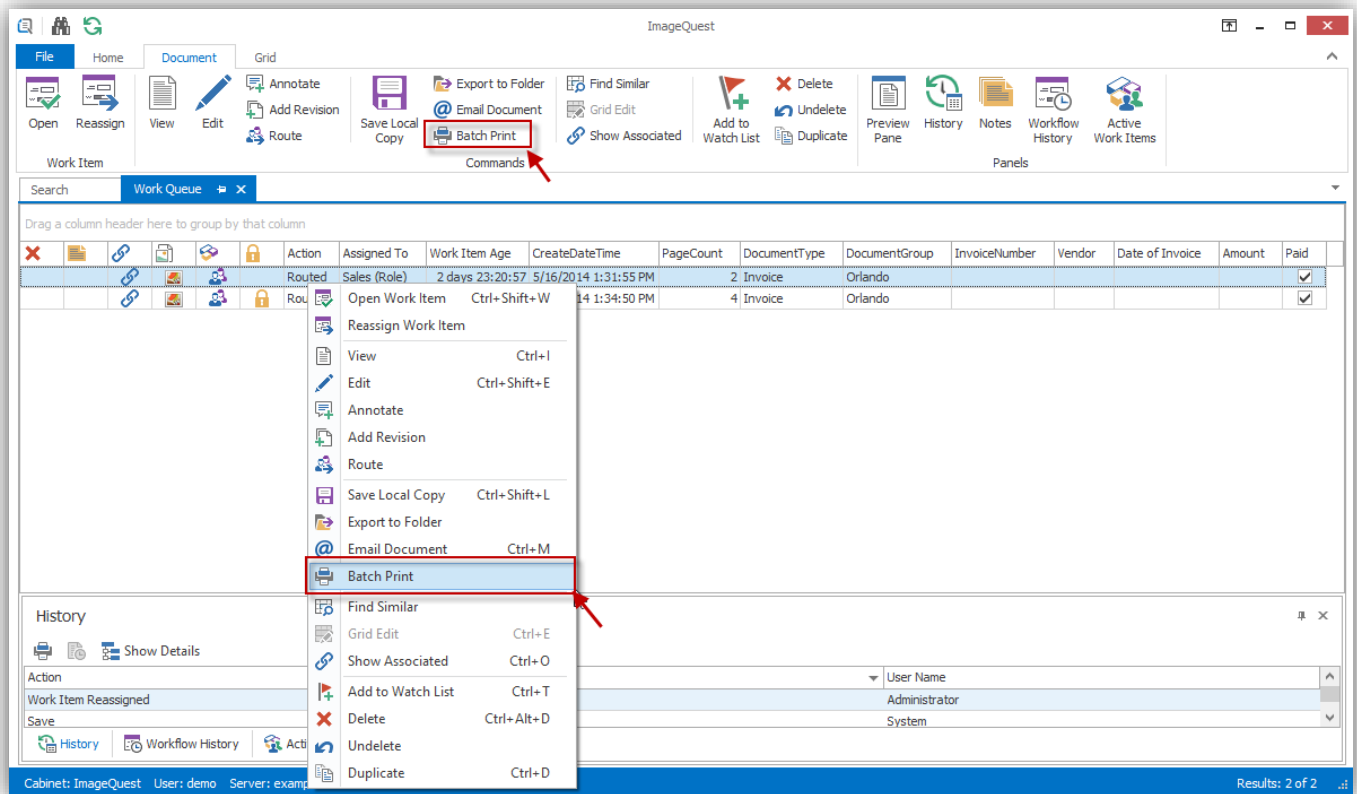 ImageQuest
File Home Document Grid
Open Reassign View Edit Annotate Add Revision Route Save Local Copy Export to Folder Email Document Batch Print Find Similar Grid Edit Show Associated Add to Watch List Delete Undelete Duplicate Preview Pane History Notes Workflow History Active Work Items
Work Item Commands Panels
Search Work Queue
Drag a column header here to group by that column
Action Assigned To Work Item Age CreateDateTime PageCount DocumentType DocumentGroup InvoiceNumber Vendor Date of Invoice Amount Paid
Routed Sales (Role) 2 days 23:20:57 5/16/2014 1:31:55 PM 2 Invoice Orlando
Rou 14 1:34:50 PM 4 Invoice Orlando
Open Work Item Ctrl+Shift+W
Reassign Work Item
View Ctrl+I
Edit Ctrl+Shift+E
Annotate
Add Revision
Route
Save Local Copy Ctrl+Shift+L
Export to Folder
Email Document Ctrl+M
Batch Print
Find Similar
Grid Edit Ctrl+E
Show Associated Ctrl+O
Add to Watch List Ctrl+T
Delete Ctrl+Alt+D
Undelete
Duplicate Ctrl+D
History
Show Details
Action User Name
Work Item Reassigned Administrator
Save System
History Workflow History Acti
Cabinet: ImageQuest User: demo Server: examp Results: 2 of 2